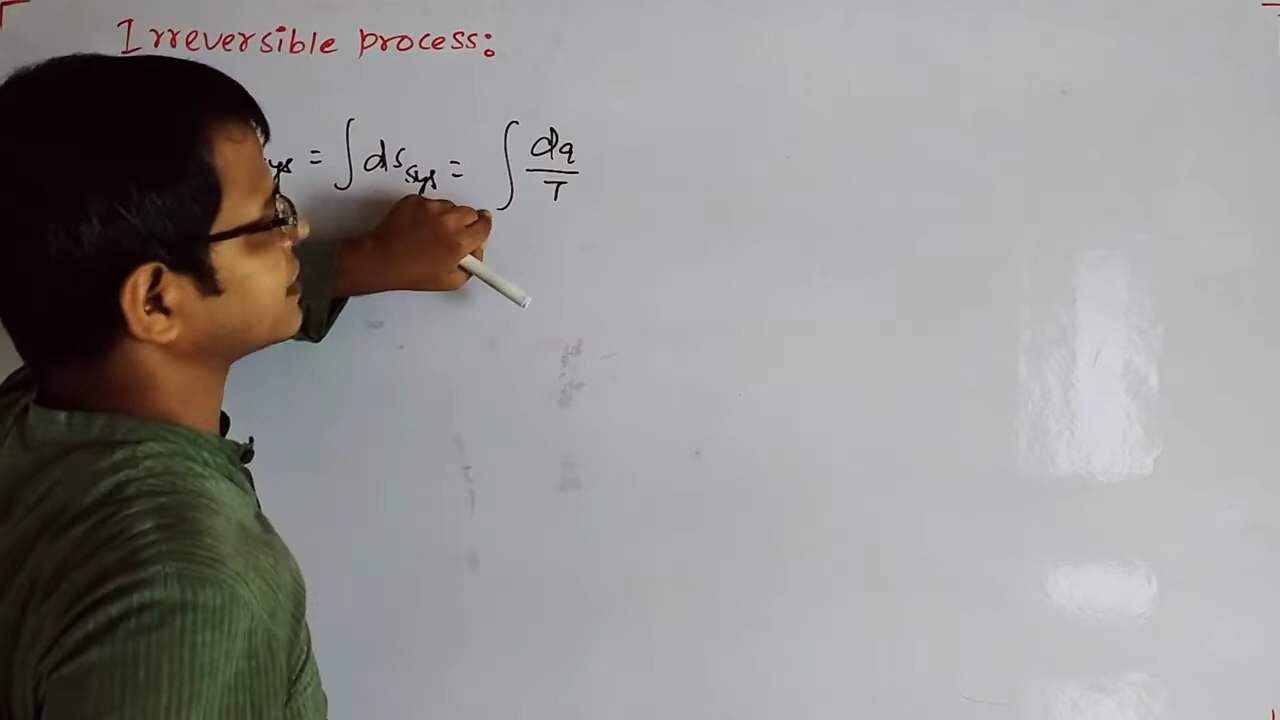 Irreversible process:
sys = ∫ds_sys = ∫ dq/T